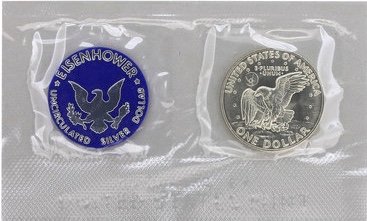 EISENHOWER
UNCIRCULATED SILVER DOLLAR
UNITED STATES OF AMERICA
E PLURIBUS
UNUM
ONE DOLLAR